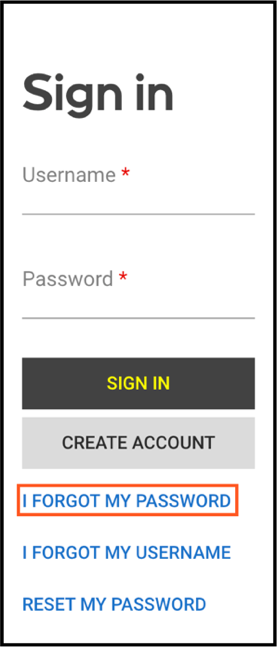 Sign in
Username *
Password *
SIGN IN
CREATE ACCOUNT
I FORGOT MY PASSWORD
I FORGOT MY USERNAME
RESET MY PASSWORD